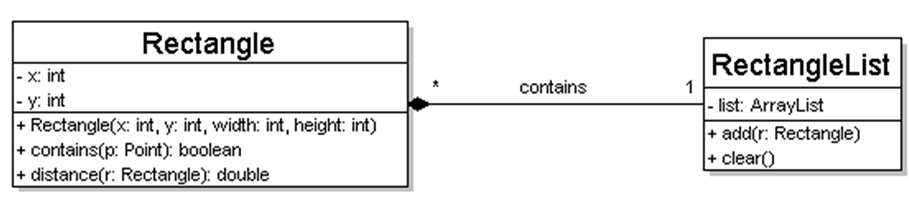 Rectangle
- x: int
- y: int
+ Rectangle(x: int, y: int, width: int, height: int)
+ contains(p: Point): boolean
+ distance(r: Rectangle): double
*
contains
1
RectangleList
- list: ArrayList
+ add(r: Rectangle)
+ clear()